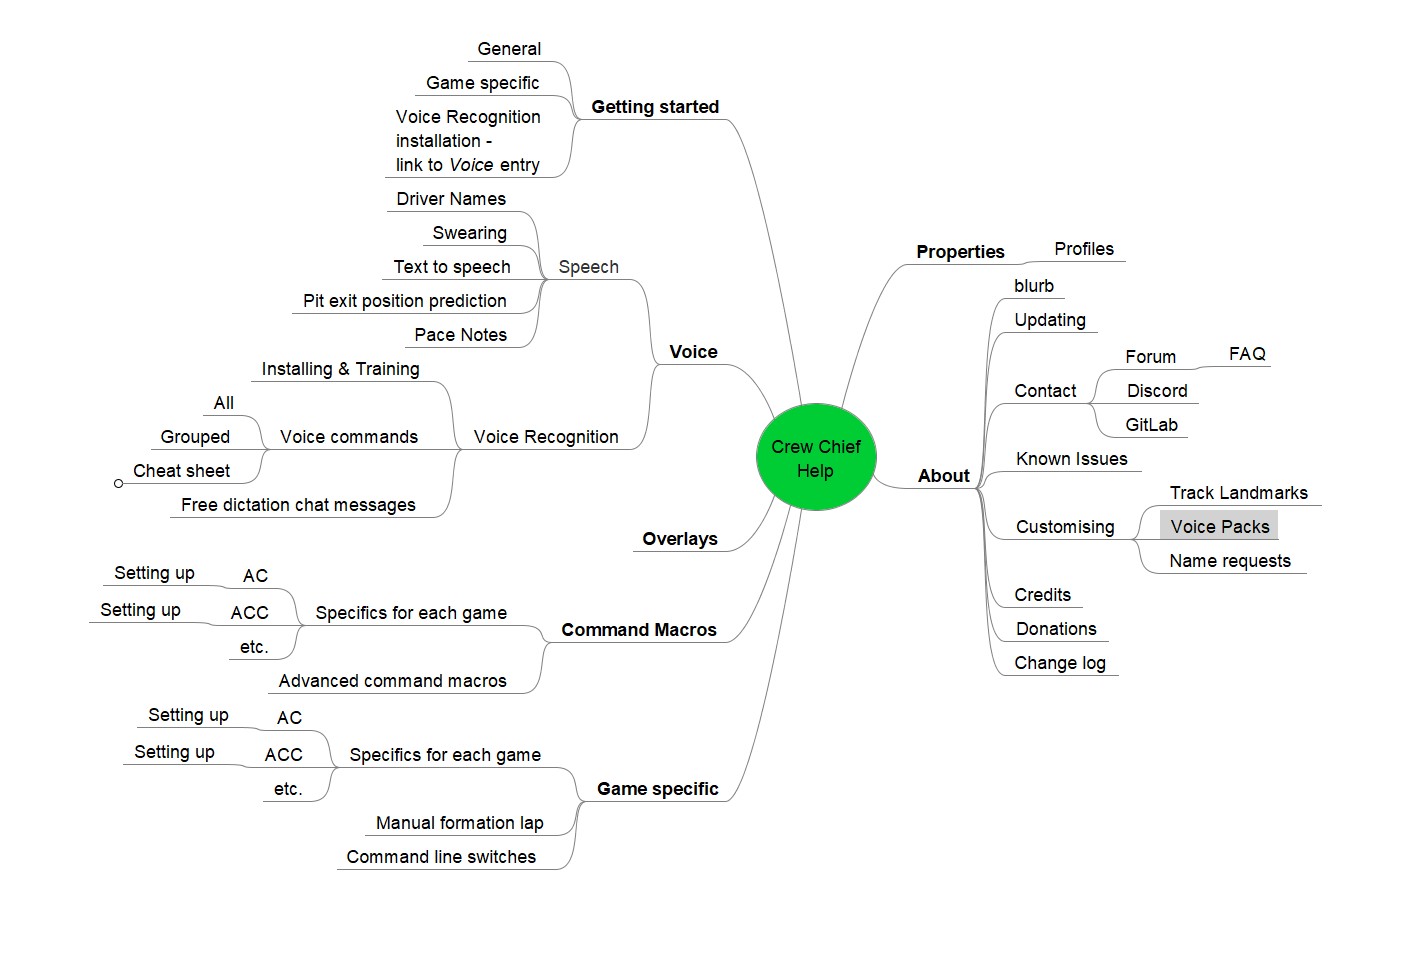 Crew Chief
Help
Getting started
General
Game specific
Voice Recognition
installation -
link to Voice entry
Voice
Speech
Driver Names
Swearing
Text to speech
Pit exit position prediction
Pace Notes
Voice Recognition
Installing & Training
Voice commands
All
Grouped
Cheat sheet
Free dictation chat messages
Overlays
Command Macros
Specifics for each game
AC
Setting up
ACC
Setting up
etc.
Advanced command macros
Game specific
Specifics for each game
AC
Setting up
ACC
Setting up
etc.
Manual formation lap
Command line switches
Properties
Profiles
About
blurb
Updating
Contact
Forum
FAQ
Discord
GitLab
Known Issues
Customising
Track Landmarks
Voice Packs
Name requests
Credits
Donations
Change log